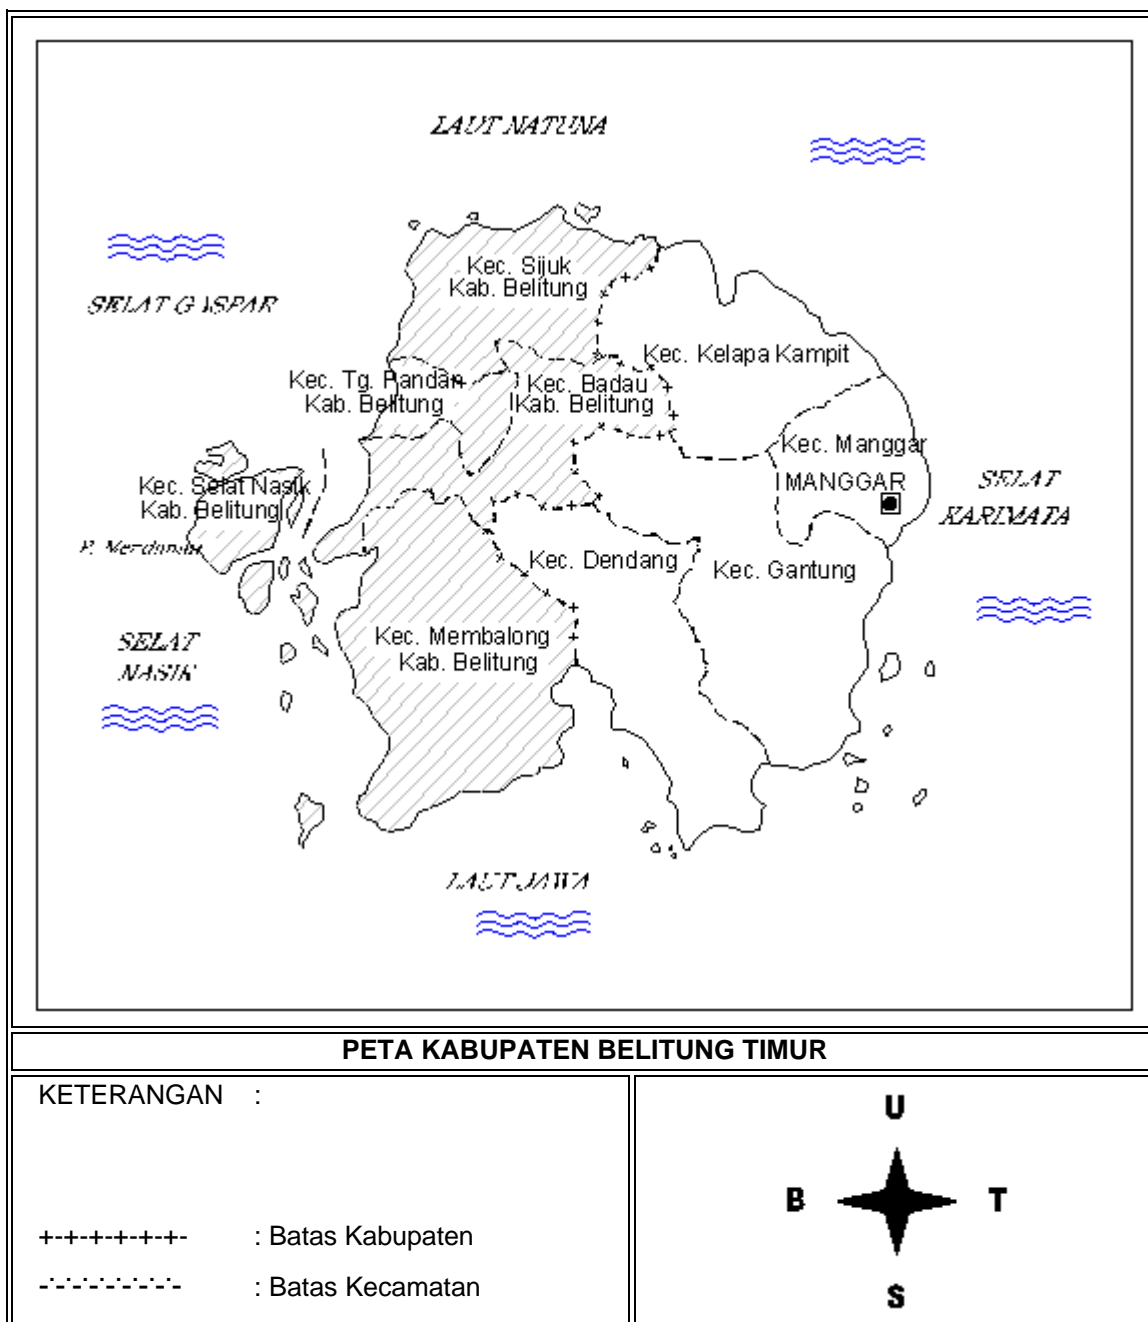 LAUT NATUNA
SELAT GASPAR
Kec. Sijuk
Kab. Belitung
Kec. Kelapa Kampit
Kec. Tg. Pandan
Kab. Belitung
Kec. Badau
Kab. Belitung
Kec. Manggar
MANGGAR
SELAT
KARIMATA
Kec. Selat Nasik
Kab. Belitung
P. Mendanau
Kec. Dendang
Kec. Gantung
SELAT
NASIK
Kec. Membalong
Kab. Belitung
LAUT JAWA
PETA KABUPATEN BELITUNG TIMUR
KETERANGAN :
+-+-+-+-+-+- : Batas Kabupaten
-·-·-·-·-·-·-·- : Batas Kecamatan
U
B T
S